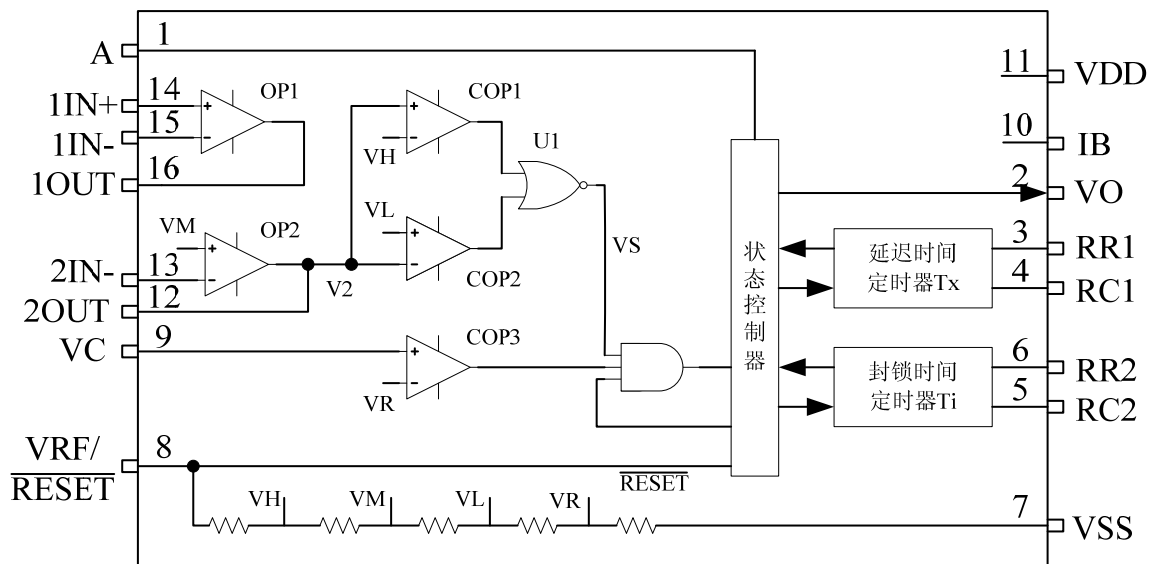 A
1
1IN+
14
1IN-
15
1OUT
16
OP1
VM
OP2
2IN-
13
2OUT
12
V2
VC
9
COP1
VH
VL
COP2
COP3
VR
U1
VS
VRF/
RESET
8
RESET
VH
VM
VL
VR
状态控制器
延迟时间
定时器Tx
封锁时间
定时器Ti
11
VDD
10
IB
2
VO
3
RR1
4
RC1
6
RR2
5
RC2
7
VSS